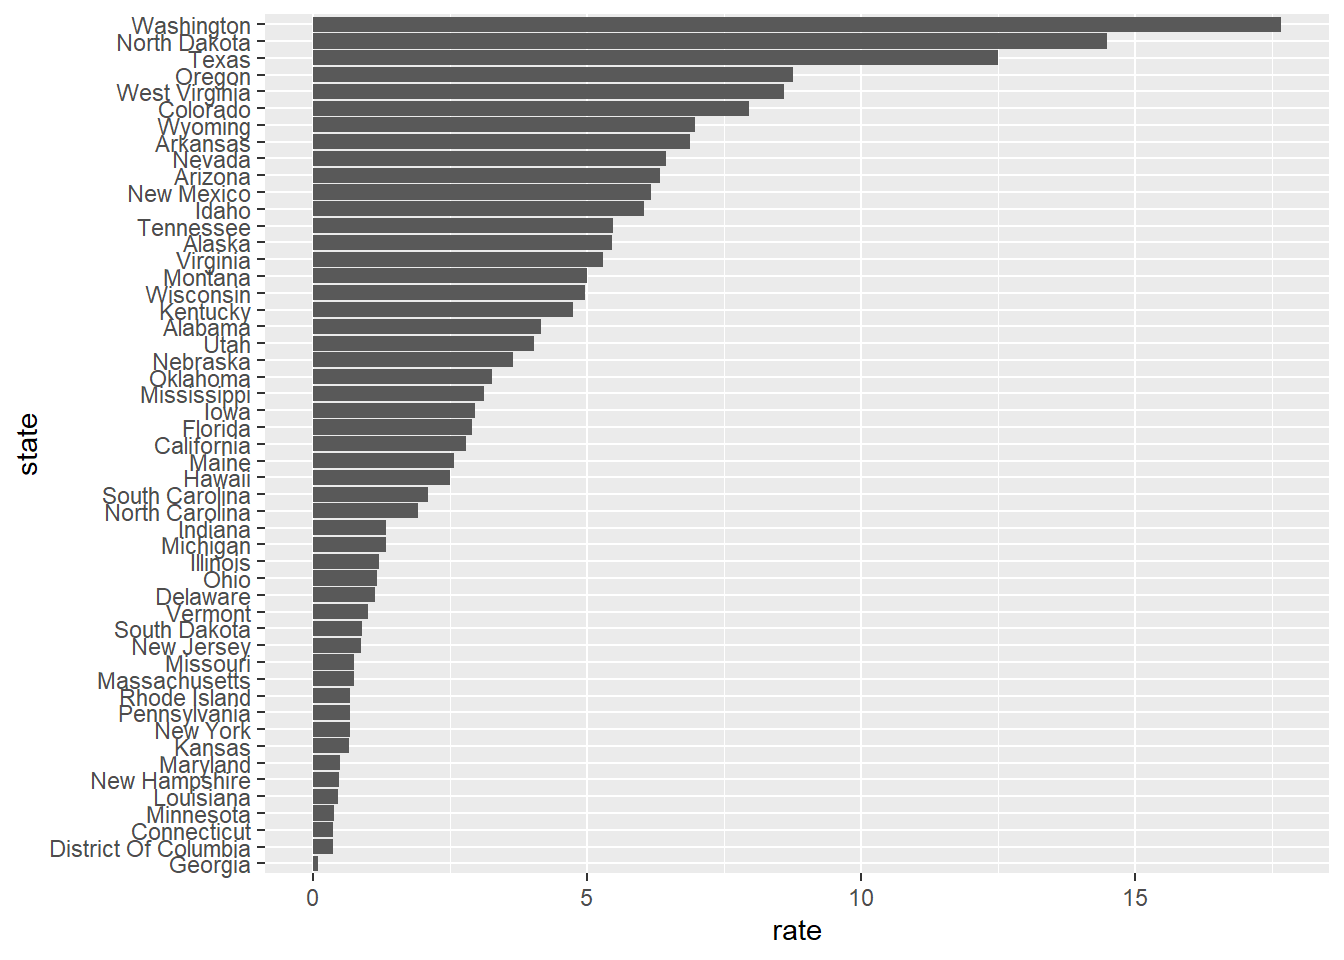 Washington
North Dakota
Texas
Oregon
West Virginia
Colorado
Wyoming
Arkansas
Nevada
Arizona
New Mexico
Idaho
Tennessee
Alaska
Virginia
Montana
Wisconsin
Kentucky
Alabama
Utah
Nebraska
Oklahoma
Mississippi
Iowa
Florida
California
Maine
Hawaii
South Carolina
North Carolina
Indiana
Michigan
Illinois
Ohio
Delaware
Vermont
South Dakota
New Jersey
Missouri
Massachusetts
Rhode Island
Pennsylvania
New York
Kansas
Maryland
New Hampshire
Louisiana
Minnesota
Connecticut
District Of Columbia
Georgia
state
0 5 10 15
rate